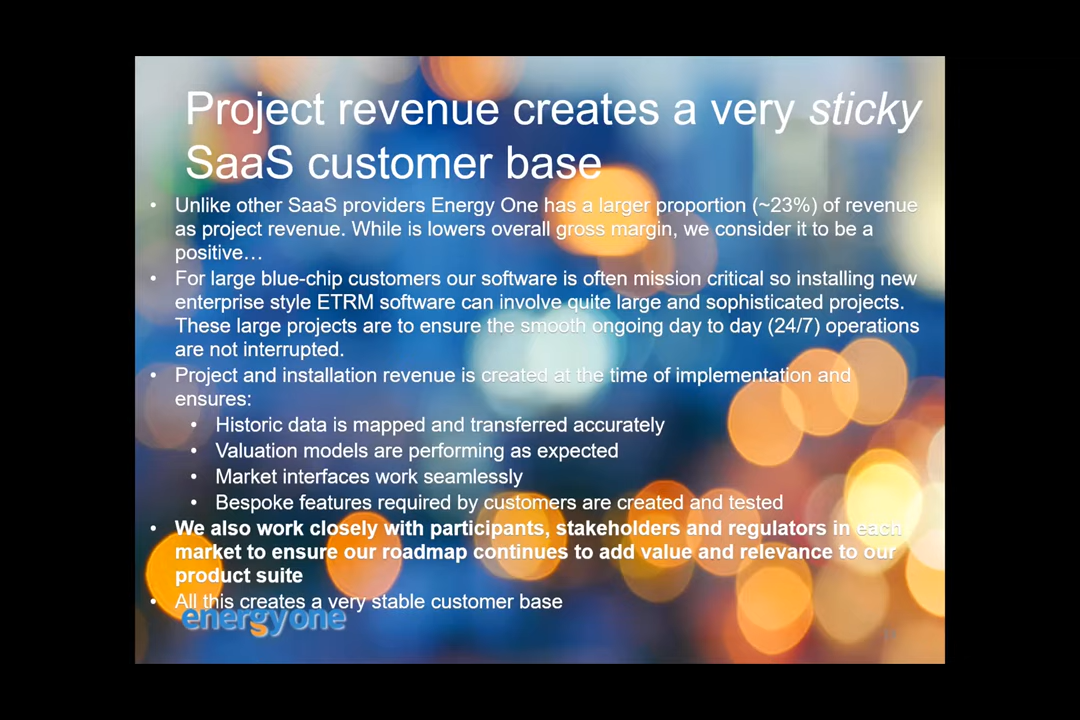 Project revenue creates a very sticky
SaaS customer base
• Unlike other SaaS providers Energy One has a larger proportion (~23%) of revenue
as project revenue. While is lowers overall gross margin, we consider it to be a
positive…
• For large blue-chip customers our software is often mission critical so installing new
enterprise style ETRM software can involve quite large and sophisticated projects.
These large projects are to ensure the smooth ongoing day to day (24/7) operations
are not interrupted.
• Project and installation revenue is created at the time of implementation and
ensures:
• Historic data is mapped and transferred accurately
• Valuation models are performing as expected
• Market interfaces work seamlessly
• Bespoke features required by customers are created and tested
• We also work closely with participants, stakeholders and regulators in each
market to ensure our roadmap continues to add value and relevance to our
product suite
• All this creates a very stable customer base
energyone